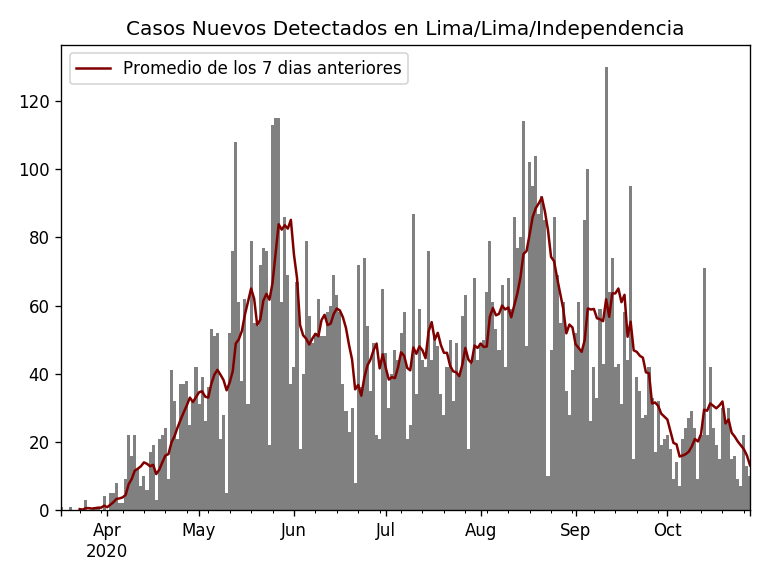 Casos Nuevos Detectados en Lima/Lima/Independencia
Promedio de los 7 dias anteriores
120
100
80
60
40
20
0
Apr May Jun Jul Aug Sep Oct
2020